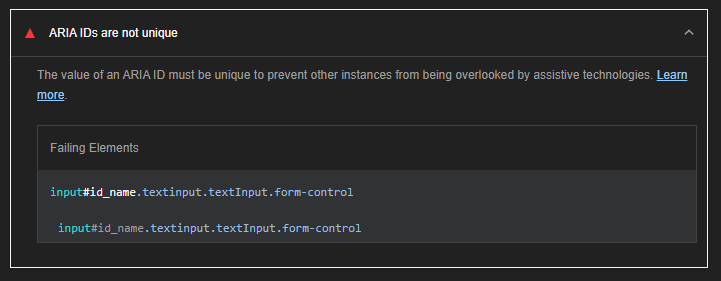 ARIA IDs are not unique
The value of an ARIA ID must be unique to prevent other instances from being overlooked by assistive technologies. Learn
more.
Failing Elements
input#id_name.textinput.textInput.form-control
input#id_name.textinput.textInput.form-control